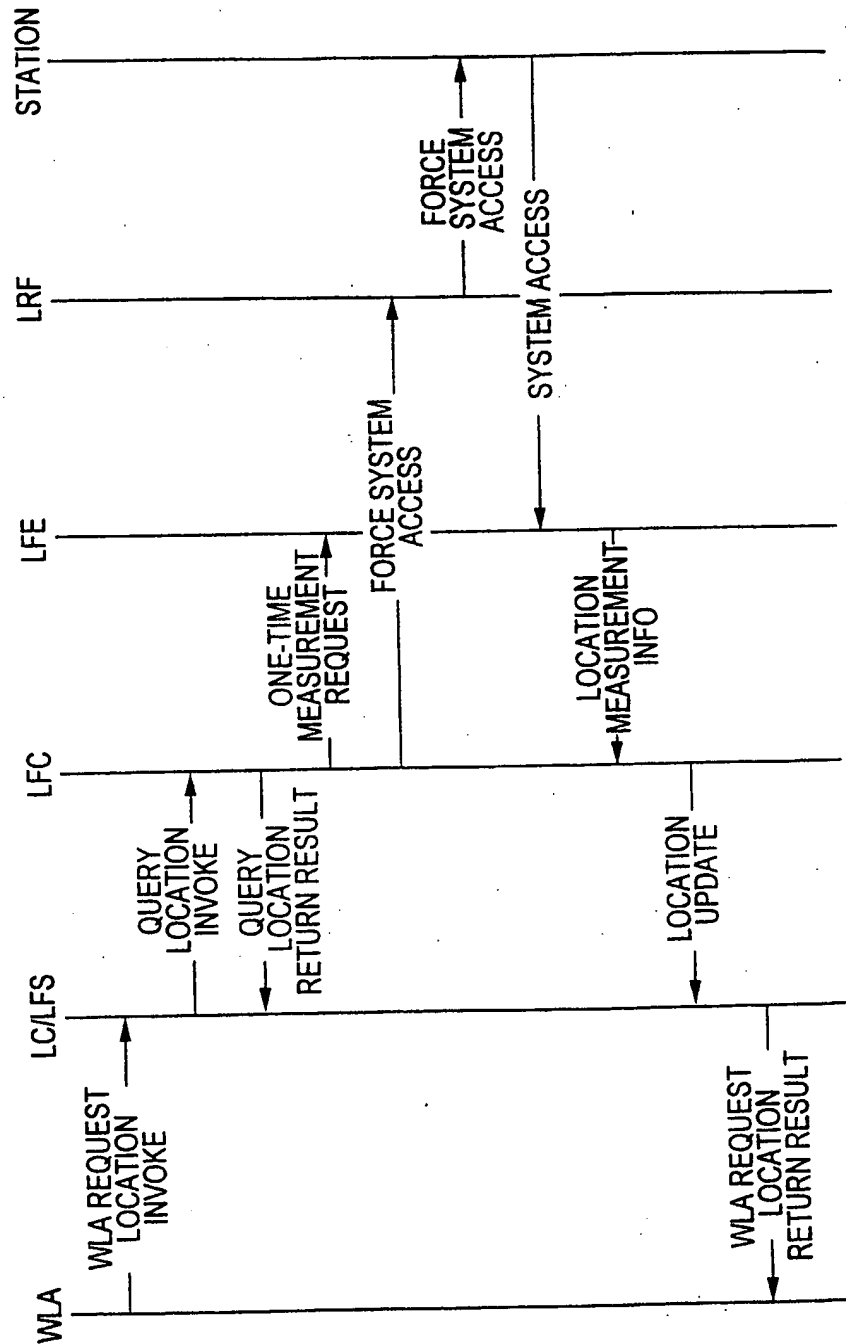 WLA
LC/LFS
LFC
LFE
LRF
STATION
WLA REQUEST
LOCATION
INVOKE
QUERY
LOCATION
INVOKE
QUERY
LOCATION
RETURN RESULT
ONE-TIME
MEASUREMENT
REQUEST
FORCE SYSTEM
ACCESS
FORCE
SYSTEM
ACCESS
SYSTEM ACCESS
LOCATION
MEASUREMENT
INFO
LOCATION
UPDATE
WLA REQUEST
LOCATION
RETURN RESULT